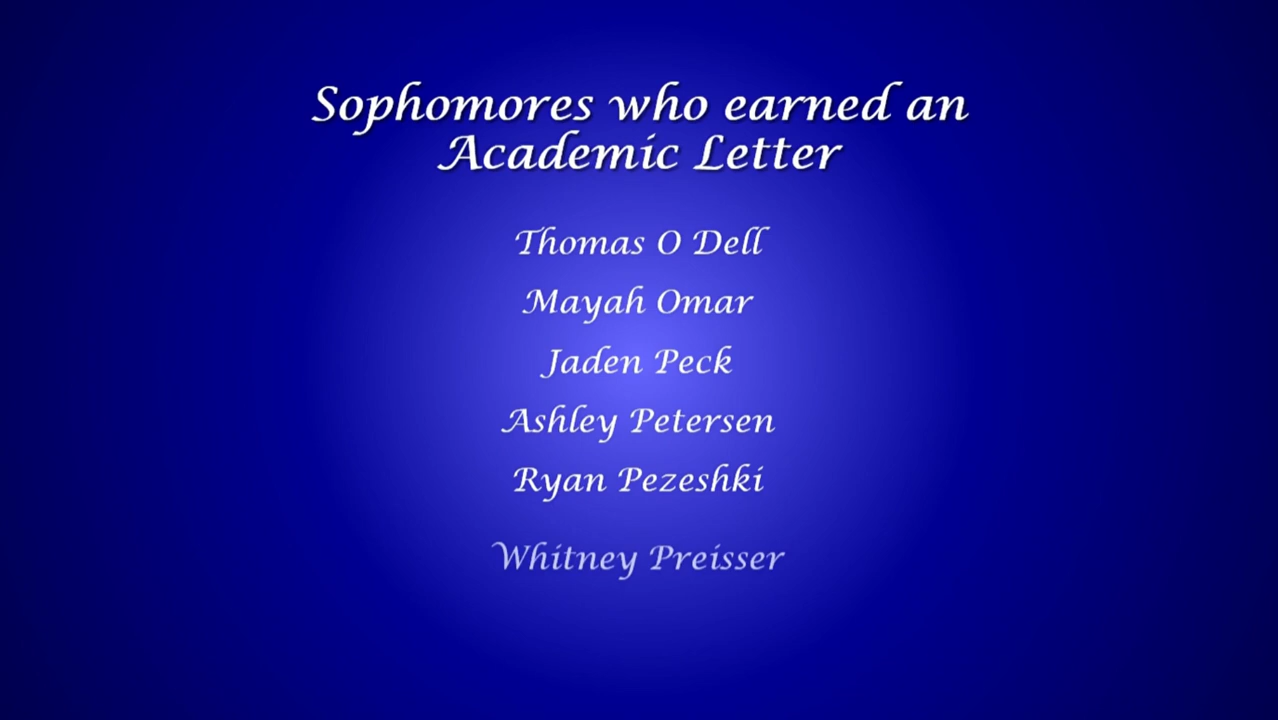 Sophomores who earned an
Academic Letter
Thomas O Dell
Mayah Omar
Jaden Peck
Ashley Petersen
Ryan Pezeshki
Whitney Preisser